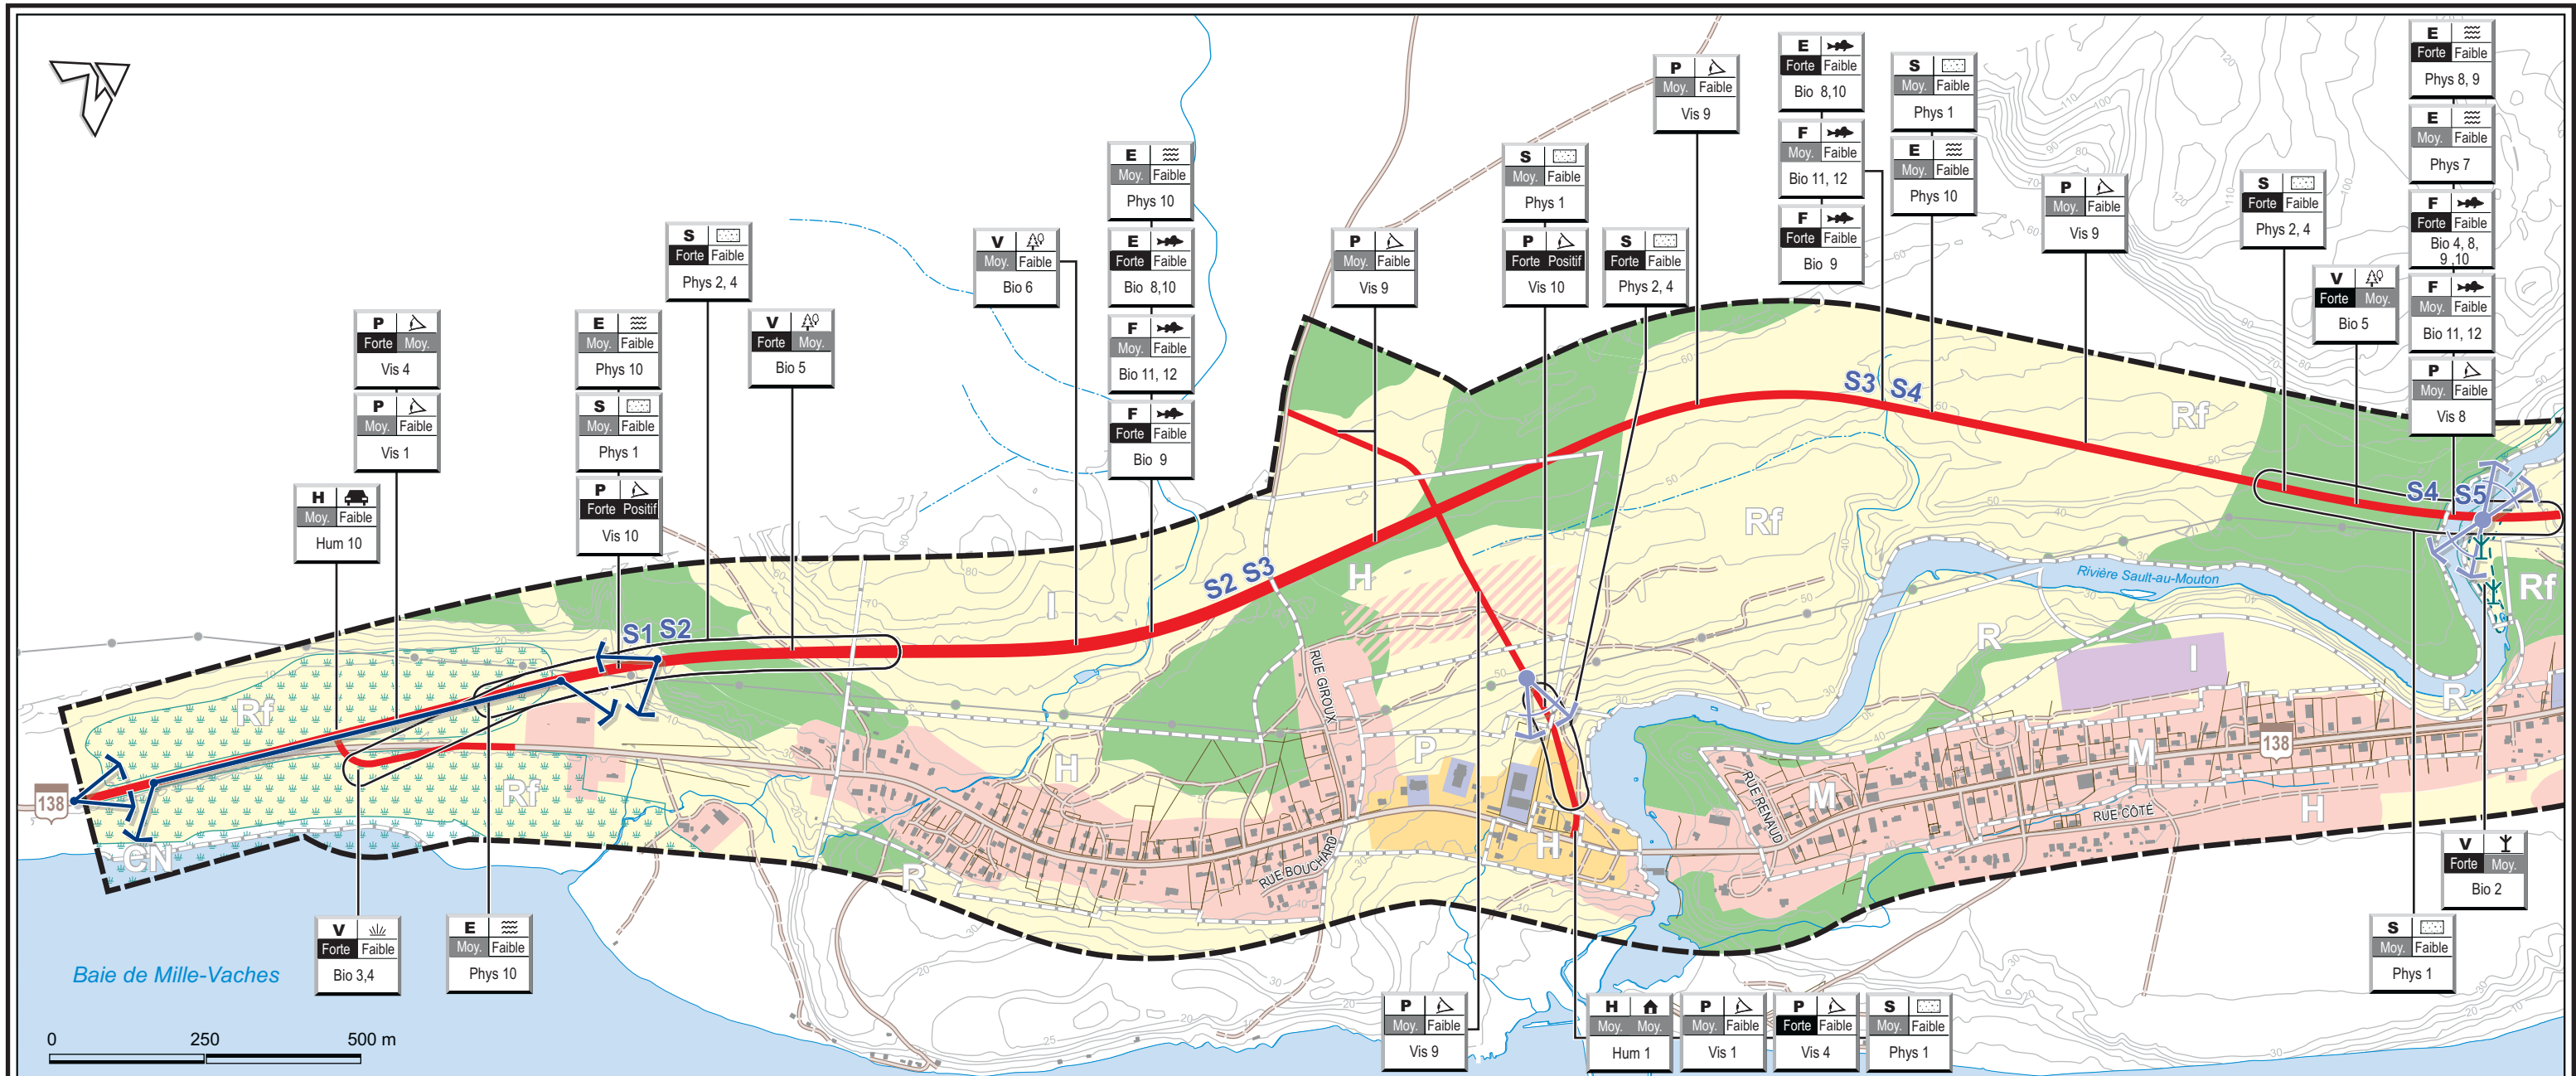 E
Forte Faible
Phys 8, 9
E
Moy. Faible
Phys 7
F
Forte Faible
Bio 4, 8,
9 ,10
F
Moy. Faible
Bio 11, 12
P
Moy. Faible
Vis 8
E
Forte Faible
Bio 8,10
F
Moy. Faible
Bio 11, 12
F
Forte Faible
Bio 9
S
Moy. Faible
Phys 1
E
Moy. Faible
Phys 10
P
Moy. Faible
Vis 9
P
Moy. Faible
Vis 9
S
Forte Faible
Phys 2, 4
V
Forte Moy.
Bio 5
E
Moy. Faible
Phys 10
E
Forte Faible
Bio 8,10
F
Moy. Faible
Bio 11, 12
F
Forte Faible
Bio 9
S
Moy. Faible
Phys 1
P
Forte Positif
Vis 10
S
Forte Faible
Phys 2, 4
P
Moy. Faible
Vis 9
V
Moy. Faible
Bio 6
S
Forte Faible
Phys 2, 4
V
Forte Moy.
Bio 5
P
Forte Moy.
Vis 4
P
Moy. Faible
Vis 1
E
Moy. Faible
Phys 10
S
Moy. Faible
Phys 1
P
Forte Positif
Vis 10
H
Moy. Faible
Hum 10
S1 S2
S2 S3
S3 S4
S4 S5
Rf
Rf
Rf
Rf
Rf
I
I
H
H
H
H
P
R
R
R
M
M
CN
138
138
Rivière Sault-au-Mouton
RUE GIROUX
RUE BOUCHARD
RUE RENAUD
RUE CÔTÉ
V
Forte Faible
Bio 3,4
E
Moy. Faible
Phys 10
P
Moy. Faible
Vis 9
H
Moy. Moy.
Hum 1
P
Moy. Faible
Vis 1
P
Forte Faible
Vis 4
S
Moy. Faible
Phys 1
V
Forte Moy.
Bio 2
S
Moy. Faible
Phys 1
Baie de Mille-Vaches
0 250 500 m